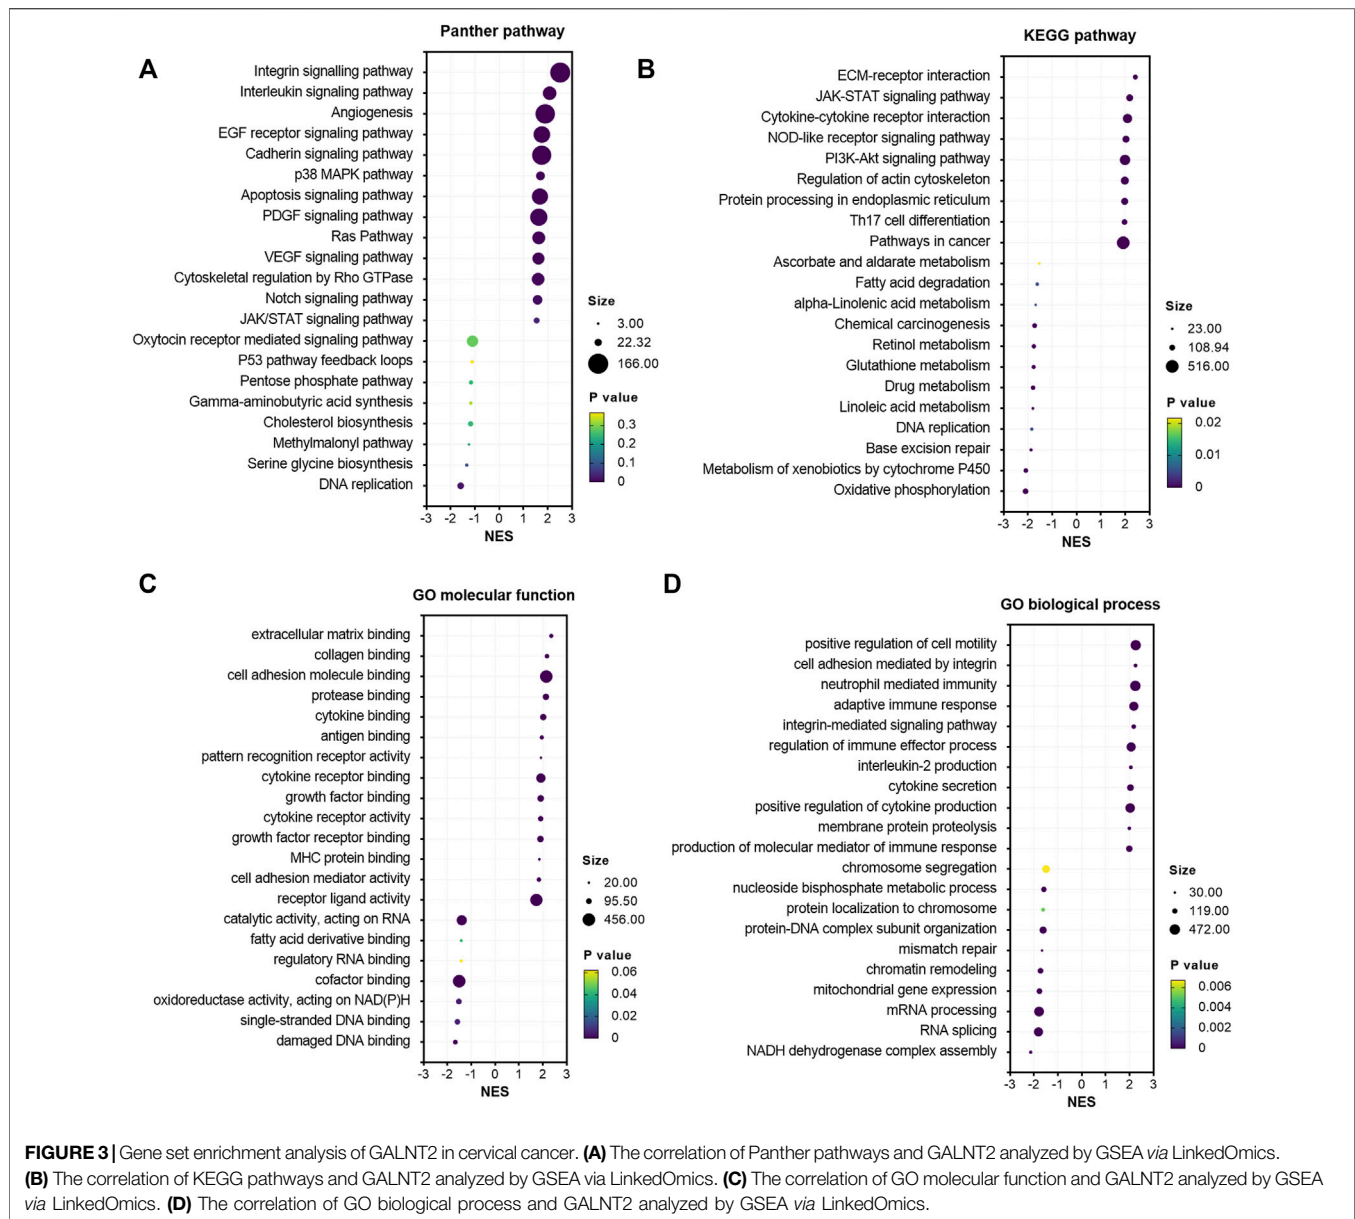 A
Panther pathway
Integrin signalling pathway
Interleukin signaling pathway
Angiogenesis
EGF receptor signaling pathway
Cadherin signaling pathway
p38 MAPK pathway
Apoptosis signaling pathway
PDGF signaling pathway
Ras Pathway
VEGF signaling pathway
Cytoskeletal regulation by Rho GTPase
Notch signaling pathway
JAK/STAT signaling pathway
Oxytocin receptor mediated signaling pathway
P53 pathway feedback loops
Pentose phosphate pathway
Gamma-aminobutyric acid synthesis
Cholesterol biosynthesis
Methylmalonyl pathway
Serine glycine biosynthesis
DNA replication
-3 -2 -1 0 1 2 3
NES
Size
3.00
22.32
166.00
P value
0.3
0.2
0.1
0
B
KEGG pathway
ECM-receptor interaction
JAK-STAT signaling pathway
Cytokine-cytokine receptor interaction
NOD-like receptor signaling pathway
PI3K-Akt signaling pathway
Regulation of actin cytoskeleton
Protein processing in endoplasmic reticulum
Th17 cell differentiation
Pathways in cancer
Ascorbate and aldarate metabolism
Fatty acid degradation
alpha-Linolenic acid metabolism
Chemical carcinogenesis
Retinol metabolism
Glutathione metabolism
Drug metabolism
Linoleic acid metabolism
DNA replication
Base excision repair
Metabolism of xenobiotics by cytochrome P450
Oxidative phosphorylation
-3 -2 -1 0 1 2 3
NES
Size
23.00
108.94
516.00
P value
0.02
0.01
0
C
GO molecular function
extracellular matrix binding
collagen binding
cell adhesion molecule binding
protease binding
cytokine binding
antigen binding
pattern recognition receptor activity
cytokine receptor binding
growth factor binding
cytokine receptor activity
growth factor receptor binding
MHC protein binding
cell adhesion mediator activity
receptor ligand activity
catalytic activity, acting on RNA
fatty acid derivative binding
regulatory RNA binding
cofactor binding
oxidoreductase activity, acting on NAD(P)H
single-stranded DNA binding
damaged DNA binding
-3 -2 -1 0 1 2 3
NES
Size
20.00
95.50
456.00
P value
0.06
0.04
0.02
0
D
GO biological process
positive regulation of cell motility
cell adhesion mediated by integrin
neutrophil mediated immunity
adaptive immune response
integrin-mediated signaling pathway
regulation of immune effector process
interleukin-2 production
cytokine secretion
positive regulation of cytokine production
membrane protein proteolysis
production of molecular mediator of immune response
chromosome segregation
nucleoside bisphosphate metabolic process
protein localization to chromosome
protein-DNA complex subunit organization
mismatch repair
chromatin remodeling
mitochondrial gene expression
mRNA processing
RNA splicing
NADH dehydrogenase complex assembly
-3 -2 -1 0 1 2 3
NES
Size
30.00
119.00
472.00
P value
0.006
0.004
0.002
0
FIGURE 3 | Gene set enrichment analysis of GALNT2 in cervical cancer. (A) The correlation of Panther pathways and GALNT2 analyzed by GSEA via LinkedOmics.
(B) The correlation of KEGG pathways and GALNT2 analyzed by GSEA via LinkedOmics. (C) The correlation of GO molecular function and GALNT2 analyzed by GSEA
via LinkedOmics. (D) The correlation of GO biological process and GALNT2 analyzed by GSEA via LinkedOmics.